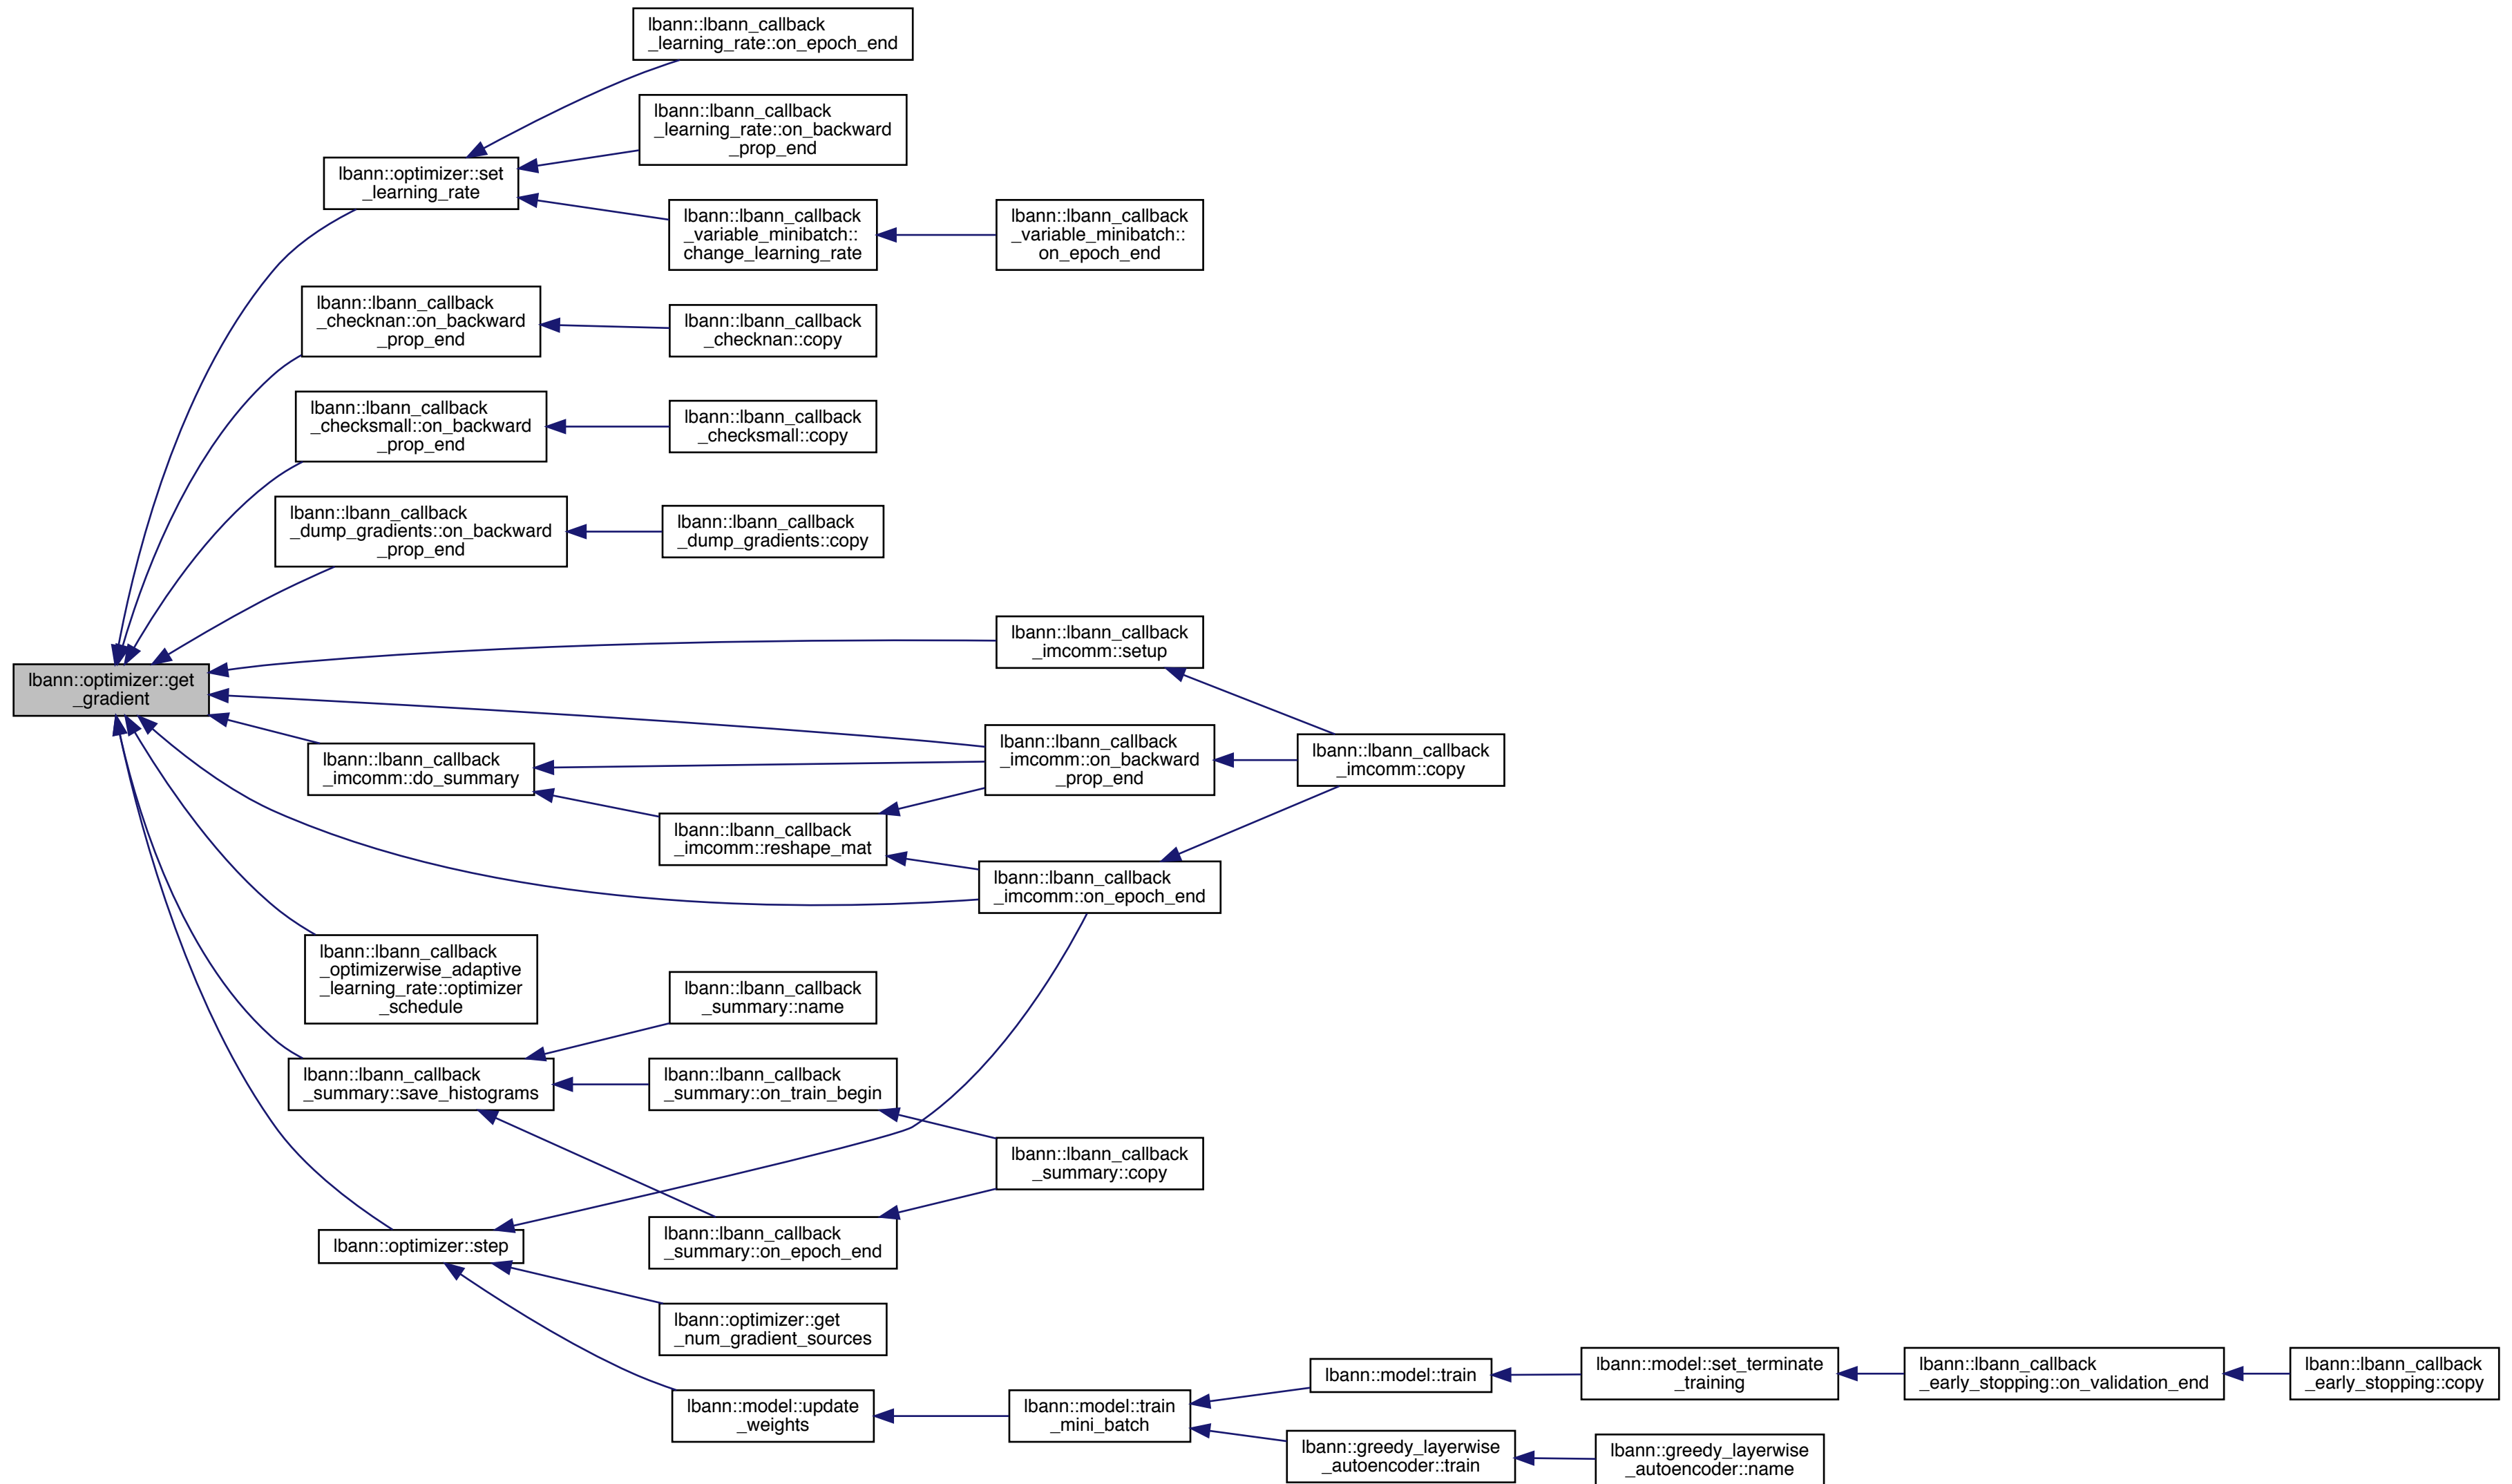 lbann::lbann_callback
_learning_rate::on_epoch_end
lbann::lbann_callback
_learning_rate::on_backward
_prop_end
lbann::optimizer::set
_learning_rate
lbann::lbann_callback
_variable_minibatch::
change_learning_rate
lbann::lbann_callback
_variable_minibatch::
on_epoch_end
lbann::lbann_callback
_checknan::on_backward
_prop_end
lbann::lbann_callback
_checknan::copy
lbann::lbann_callback
_checksmall::on_backward
_prop_end
lbann::lbann_callback
_checksmall::copy
lbann::lbann_callback
_dump_gradients::on_backward
_prop_end
lbann::lbann_callback
_dump_gradients::copy
lbann::lbann_callback
_imcomm::setup
lbann::optimizer::get
_gradient
lbann::lbann_callback
_imcomm::do_summary
lbann::lbann_callback
_imcomm::on_backward
_prop_end
lbann::lbann_callback
_imcomm::copy
lbann::lbann_callback
_imcomm::reshape_mat
lbann::lbann_callback
_imcomm::on_epoch_end
lbann::lbann_callback
_optimizerwise_adaptive
_learning_rate::optimizer
_schedule
lbann::lbann_callback
_summary::name
lbann::lbann_callback
_summary::save_histograms
lbann::lbann_callback
_summary::on_train_begin
lbann::lbann_callback
_summary::copy
lbann::optimizer::step
lbann::lbann_callback
_summary::on_epoch_end
lbann::optimizer::get
_num_gradient_sources
lbann::model::update
_weights
lbann::model::train
_mini_batch
lbann::model::train
lbann::model::set_terminate
_training
lbann::lbann_callback
_early_stopping::on_validation_end
lbann::lbann_callback
_early_stopping::copy
lbann::greedy_layerwise
_autoencoder::train
lbann::greedy_layerwise
_autoencoder::name